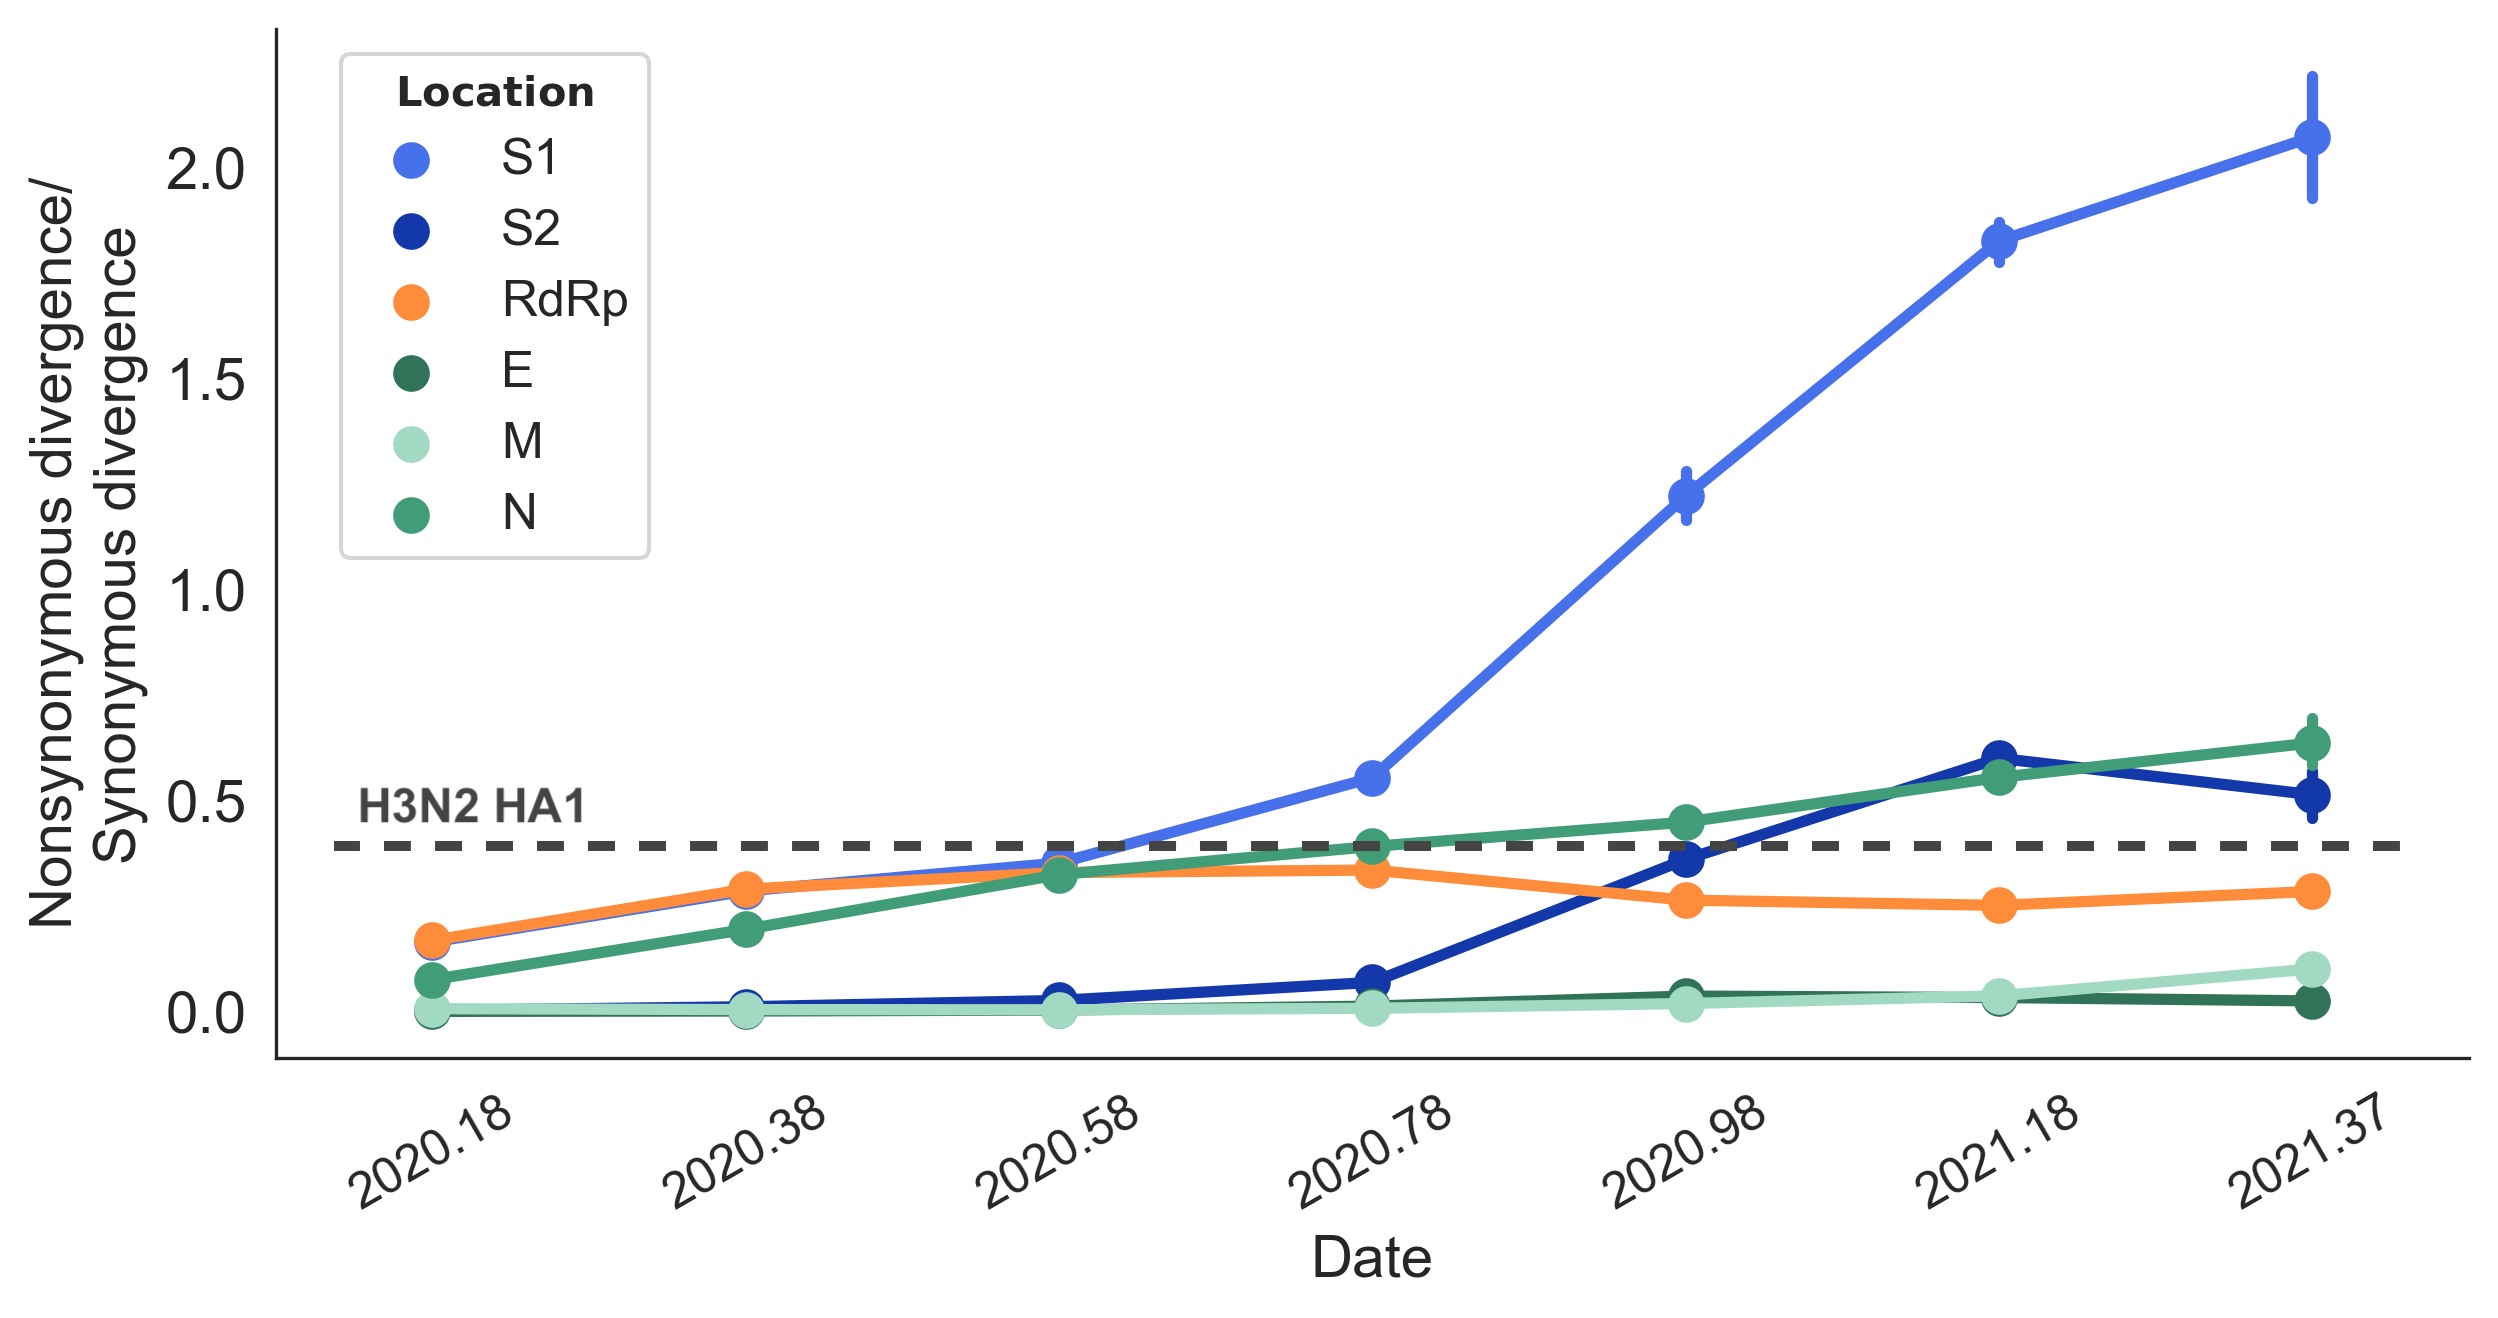 Nonsynonymous divergence/
Synonymous divergence
2.0
1.5
1.0
0.5
0.0
Location
S1
S2
RdRp
E
M
N
H3N2 HA1
2020.18
2020.38
2020.58
2020.78
2020.98
2021.18
2021.37
Date